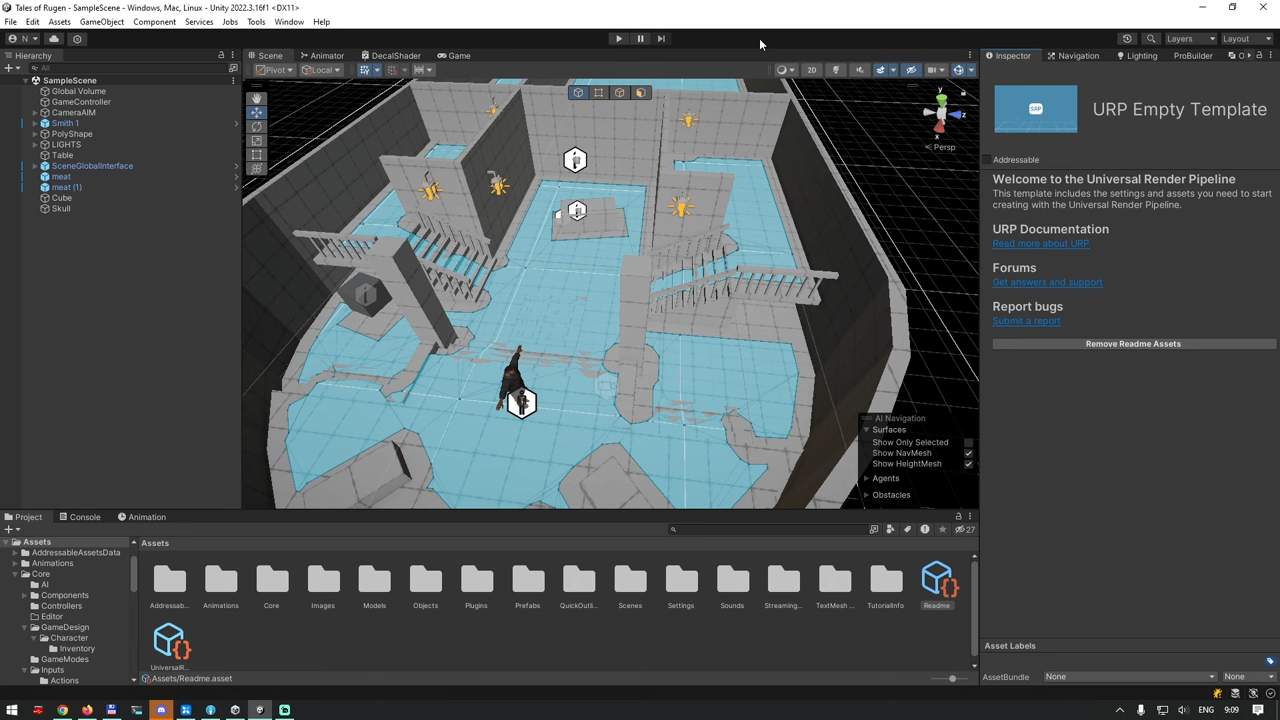 Tales of Rugen - SampleScene - Windows, Mac, Linux - Unity 2022.3.16f1 <DX11>
File Edit Assets GameObject Component Services Jobs Tools Window Help
N Layers Layout
Hierarchy Scene Animator DecalShader Game Inspector Navigation Lighting ProBuilder O
All Pivot Local 2D
SampleScene
Global Volume
GameController
CameraAIM
Smith 1
PolyShape
LIGHTS
Table
SceneGlobalInterface
meat
meat (1)
Cube
Skull
y
z
x
Persp
SRP
URP Empty Template
Addressable
Welcome to the Universal Render Pipeline
This template includes the settings and assets you need to start
creating with the Universal Render Pipeline.
URP Documentation
Read more about URP
Forums
Get answers and support
Report bugs
Submit a report
Remove Readme Assets
AI Navigation
Surfaces
Show Only Selected
Show NavMesh
Show HeightMesh
Agents
Obstacles
Project Console Animation
27
Assets
AddressableAssetsData
Animations
Core
AI
Components
Controllers
Editor
GameDesign
Character
Inventory
GameModes
Inputs
Actions
Assets
Addressab... Animations Core Images Models Objects Plugins Prefabs QuickOutli... Scenes Settings Sounds Streaming... TextMesh ... TutorialInfo Readme
UniversalR...
Assets/Readme.asset
Asset Labels
AssetBundle None None
ENG 9:09